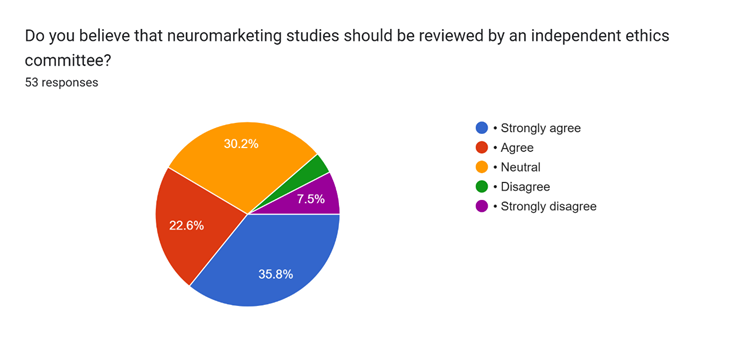 Do you believe that neuromarketing studies should be reviewed by an independent ethics
committee?
53 responses
30.2%
7.5%
22.6%
35.8%
• Strongly agree
• Agree
• Neutral
• Disagree
• Strongly disagree